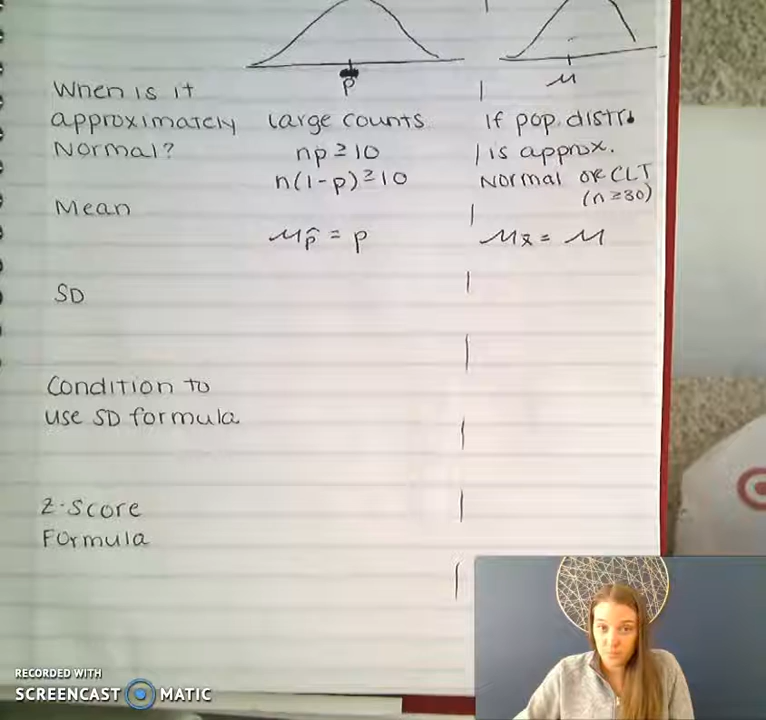 p
μ
When is it
approximately large counts If pop. distr.
Normal? np ≥ 10 is approx.
n(1-p) ≥ 10 Normal or CLT
(n ≥ 30)
Mean
μp̂ = p μx̄ = μ
SD
Condition to
use SD formula
Z-Score
Formula
RECORDED WITH
SCREENCAST O MATIC